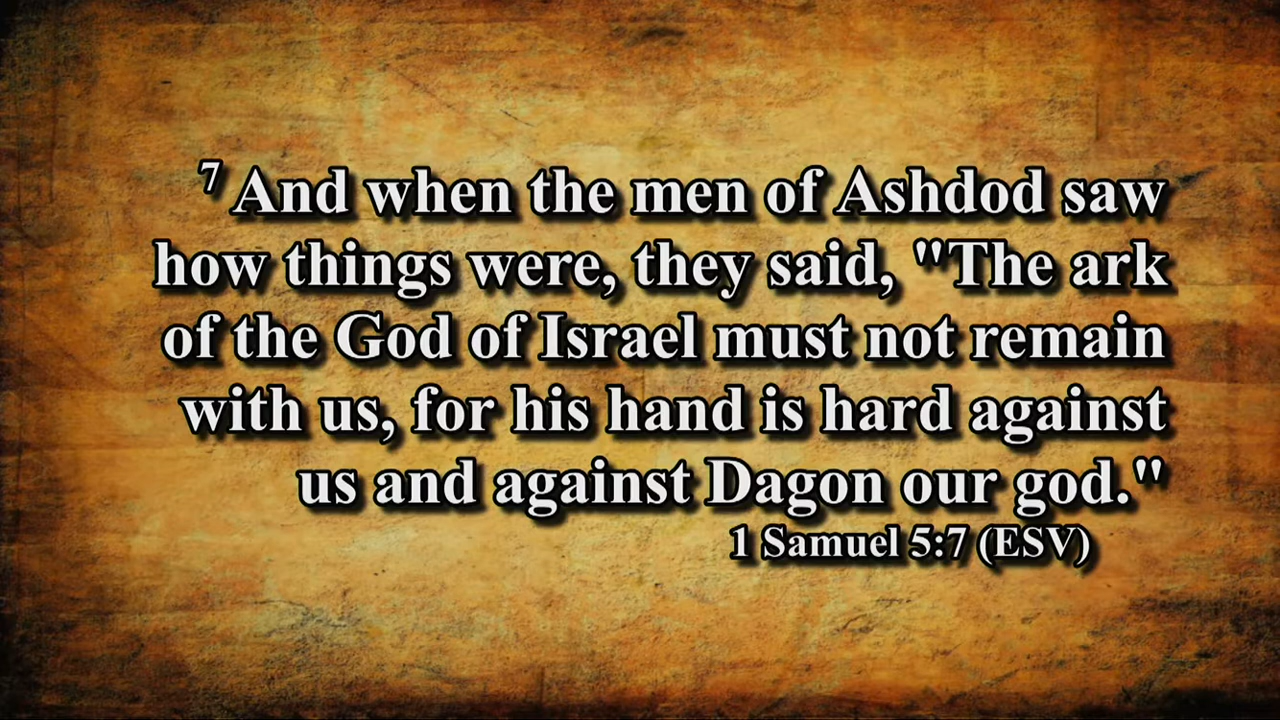 7 And when the men of Ashdod saw
how things were, they said, "The ark
of the God of Israel must not remain
with us, for his hand is hard against
us and against Dagon our god."
1 Samuel 5:7 (ESV)